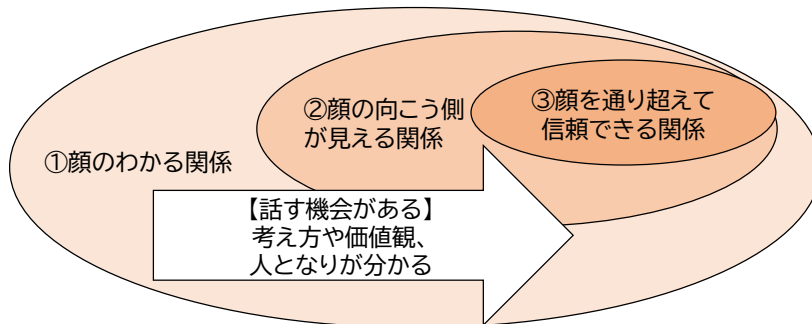 ①顔のわかる関係
②顔の向こう側
が見える関係
③顔を通り超えて
信頼できる関係
【話す機会がある】
考え方や価値観、
人となりが分かる